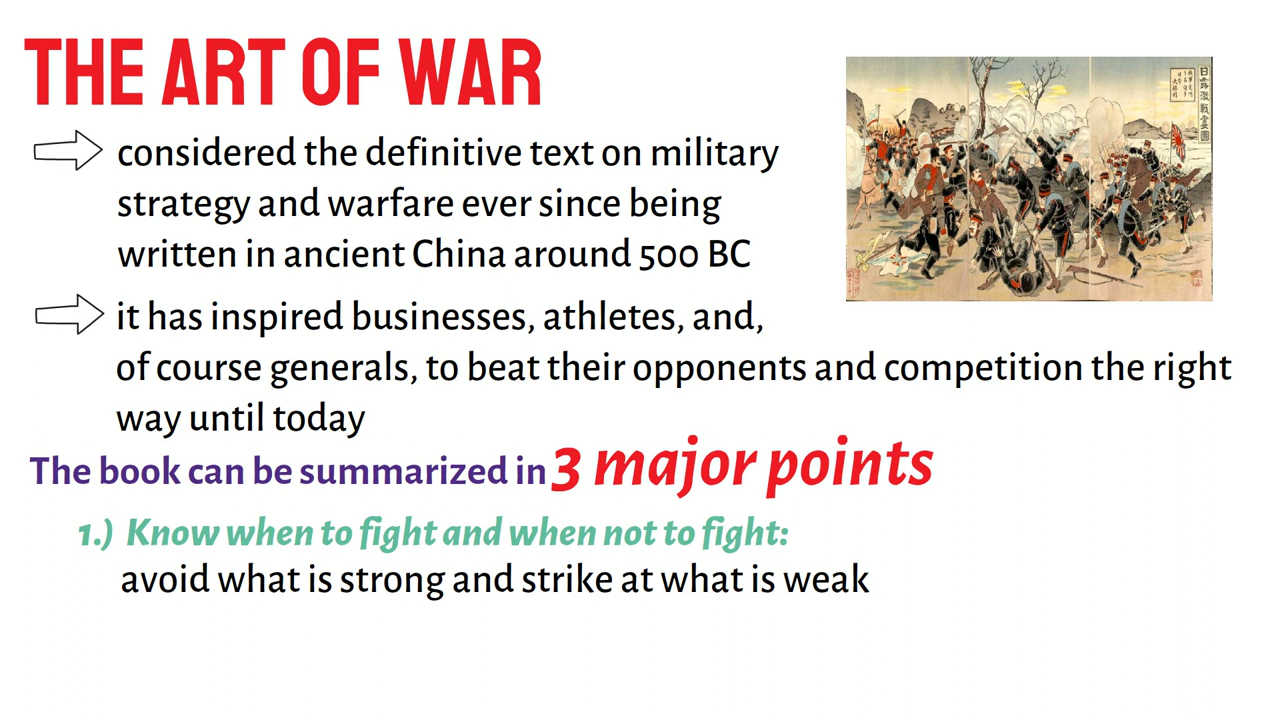 THE ART OF WAR
considered the definitive text on military
strategy and warfare ever since being
written in ancient China around 500 BC
it has inspired businesses, athletes, and,
of course generals, to beat their opponents and competition the right
way until today
The book can be summarized in 3 major points
1.) Know when to fight and when not to fight:
avoid what is strong and strike at what is weak